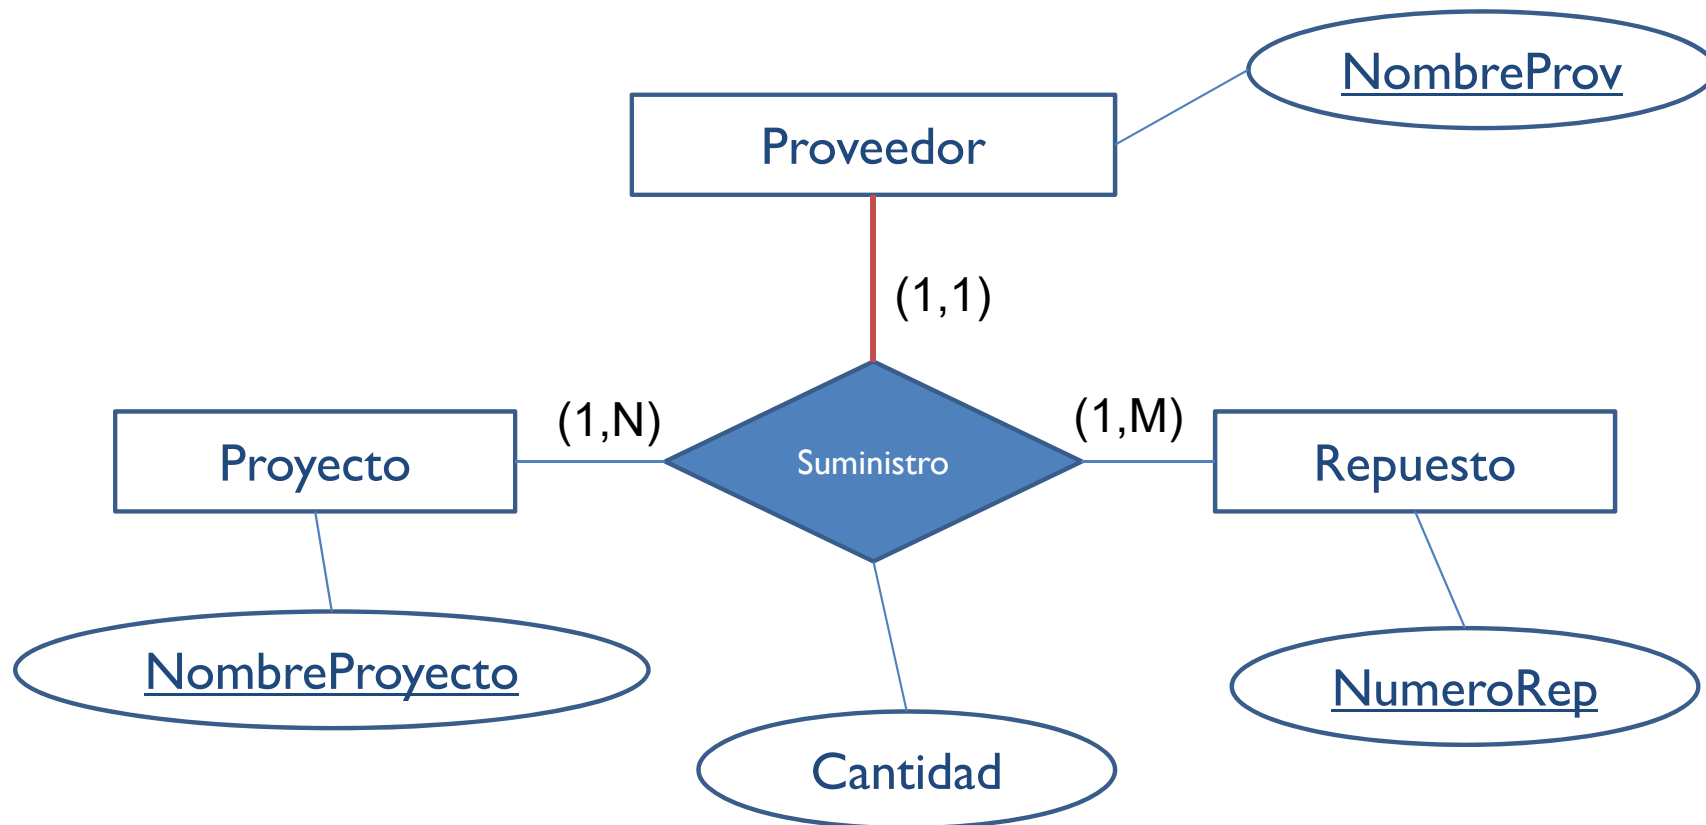 NombreProv
Proveedor
(1,1)
(1,N)
(1,M)
Proyecto
Suministro
Repuesto
NombreProyecto
NumeroRep
Cantidad